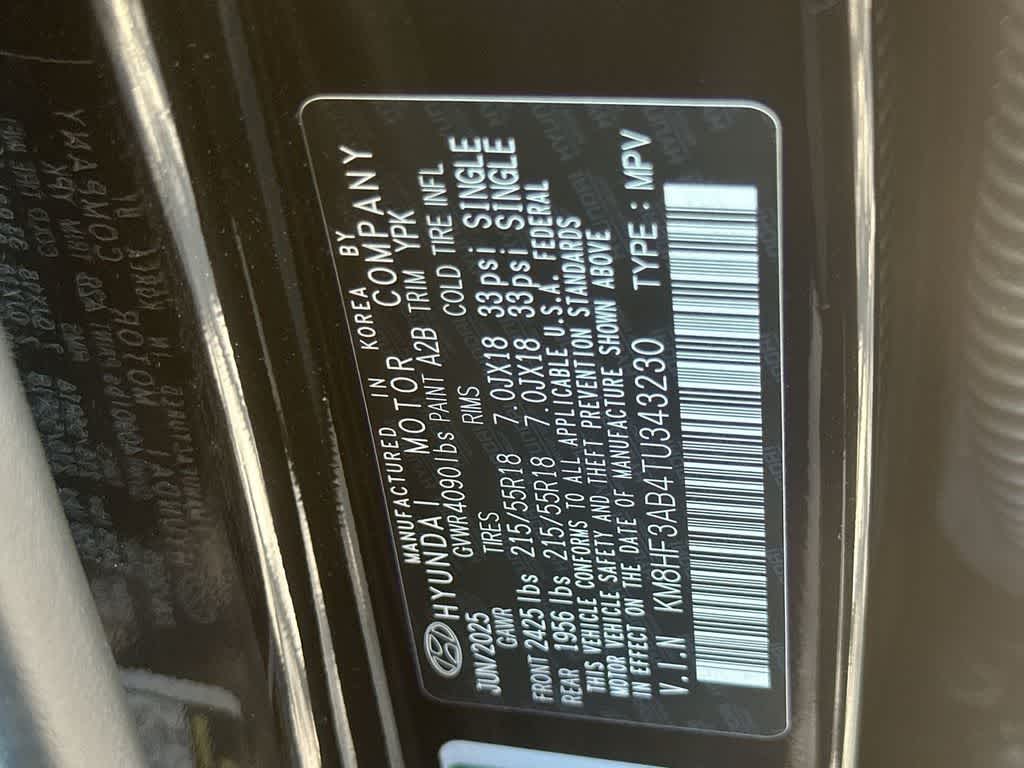 MANUFACTURED IN KOREA BY
HYUNDAI MOTOR COMPANY
JUN/2025 GVWR4090lbs PAINT A2B TRIM YPK
GAWR TIRES RIMS COLD TIRE INFL
FRONT 2425 lbs 215/55R18 7.0JX18 33psi SINGLE
REAR 1956 lbs 215/55R18 7.0JX18 33psi SINGLE
THIS VEHICLE CONFORMS TO ALL APPLICABLE U.S.A. FEDERAL
MOTOR VEHICLE SAFETY AND THEFT PREVENTION STANDARDS
IN EFFECT ON THE DATE OF MANUFACTURE SHOWN ABOVE.
V.I.N KM8HF3AB4TU343230 TYPE : MPV